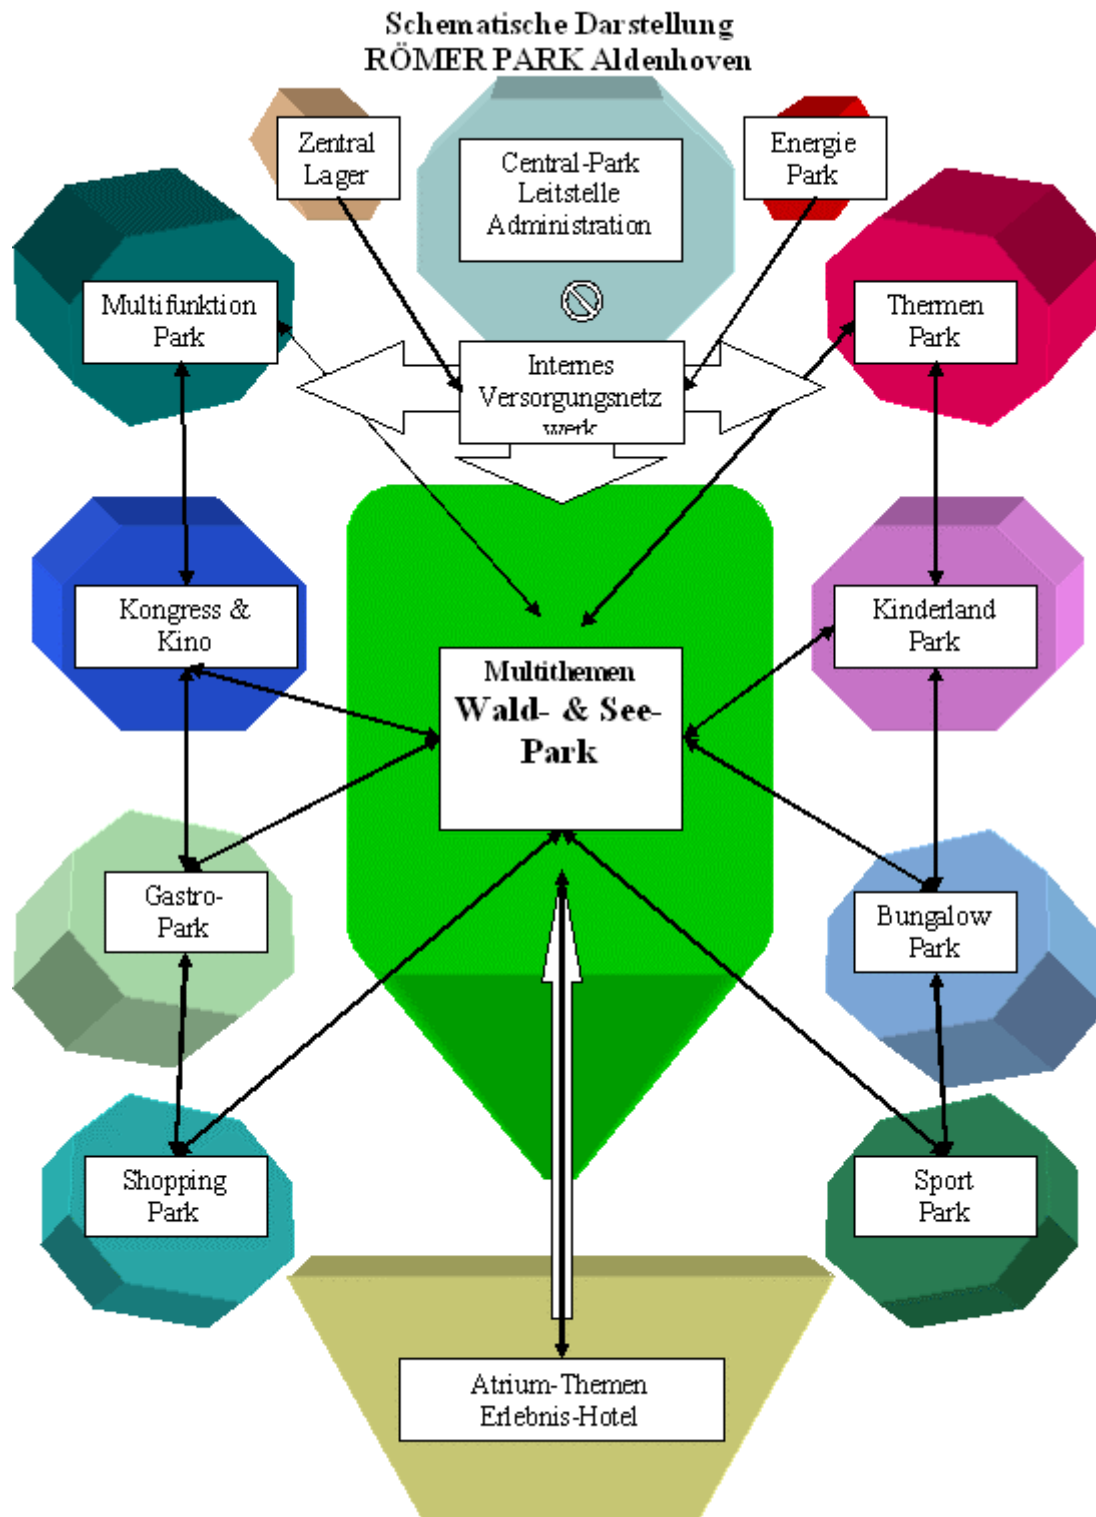 Schematische Darstellung
RÖMER PARK Aldenhoven
Zentral
Lager
Central-Park
Leitstelle
Administration
Energie
Park
Multifunktion
Park
Thermen
Park
Internes
Versorgungsnetz
werk
Kongress &
Kino
Kinderland
Park
Multithemen
Wald- & See-
Park
Gastro-
Park
Bungalow
Park
Shopping
Park
Sport
Park
Atrium-Themen
Erlebnis-Hotel